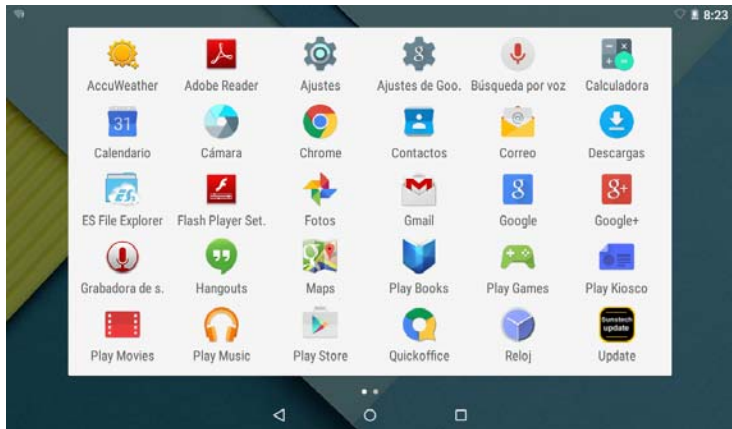 8:23
AccuWeather Adobe Reader Ajustes Ajustes de Goo. Búsqueda por voz Calculadora
31
Calendario Cámara Chrome Contactos Correo Descargas
ES File Explorer Flash Player Set. Fotos Gmail Google Google+
Grabadora de s. Hangouts Maps Play Books Play Games Play Kiosco
Sunstech
update
Play Movies Play Music Play Store Quickoffice Reloj Update